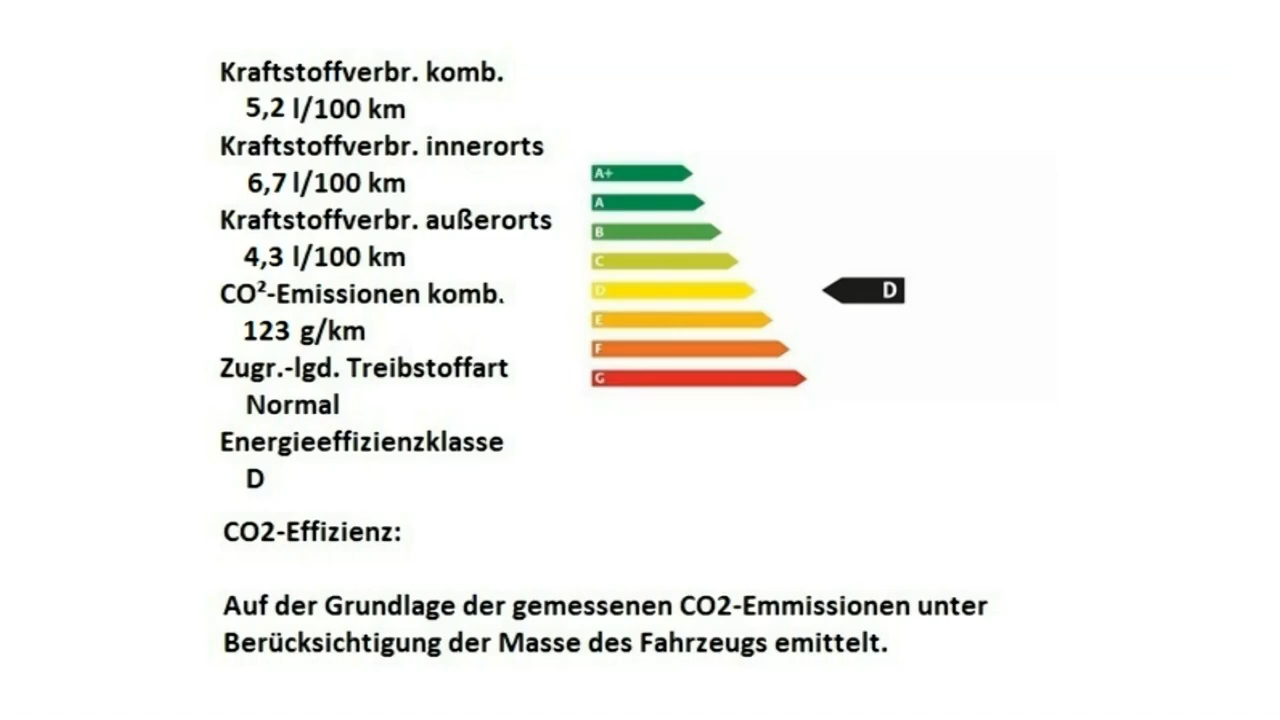 Kraftstoffverbr. komb.
5,2 l/100 km
Kraftstoffverbr. innerorts
6,7 l/100 km
Kraftstoffverbr. außerorts
4,3 l/100 km
CO²-Emissionen komb.
123 g/km
Zugr.-lgd. Treibstoffart
Normal
Energieeffizienzklasse
D
A+
A
B
C
D
D
E
F
G
CO2-Effizienz:
Auf der Grundlage der gemessenen CO2-Emmissionen unter
Berücksichtigung der Masse des Fahrzeugs emittelt.